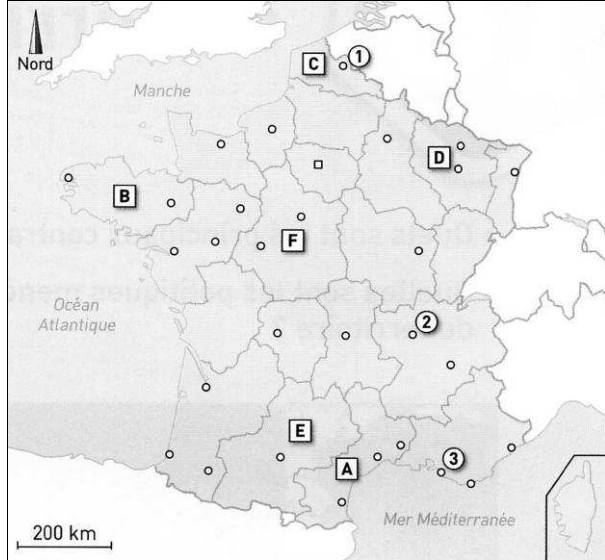 Nord
Manche
Océan
Atlantique
Mer Méditerranée
200 km
C
1
D
B
F
2
E
A
3